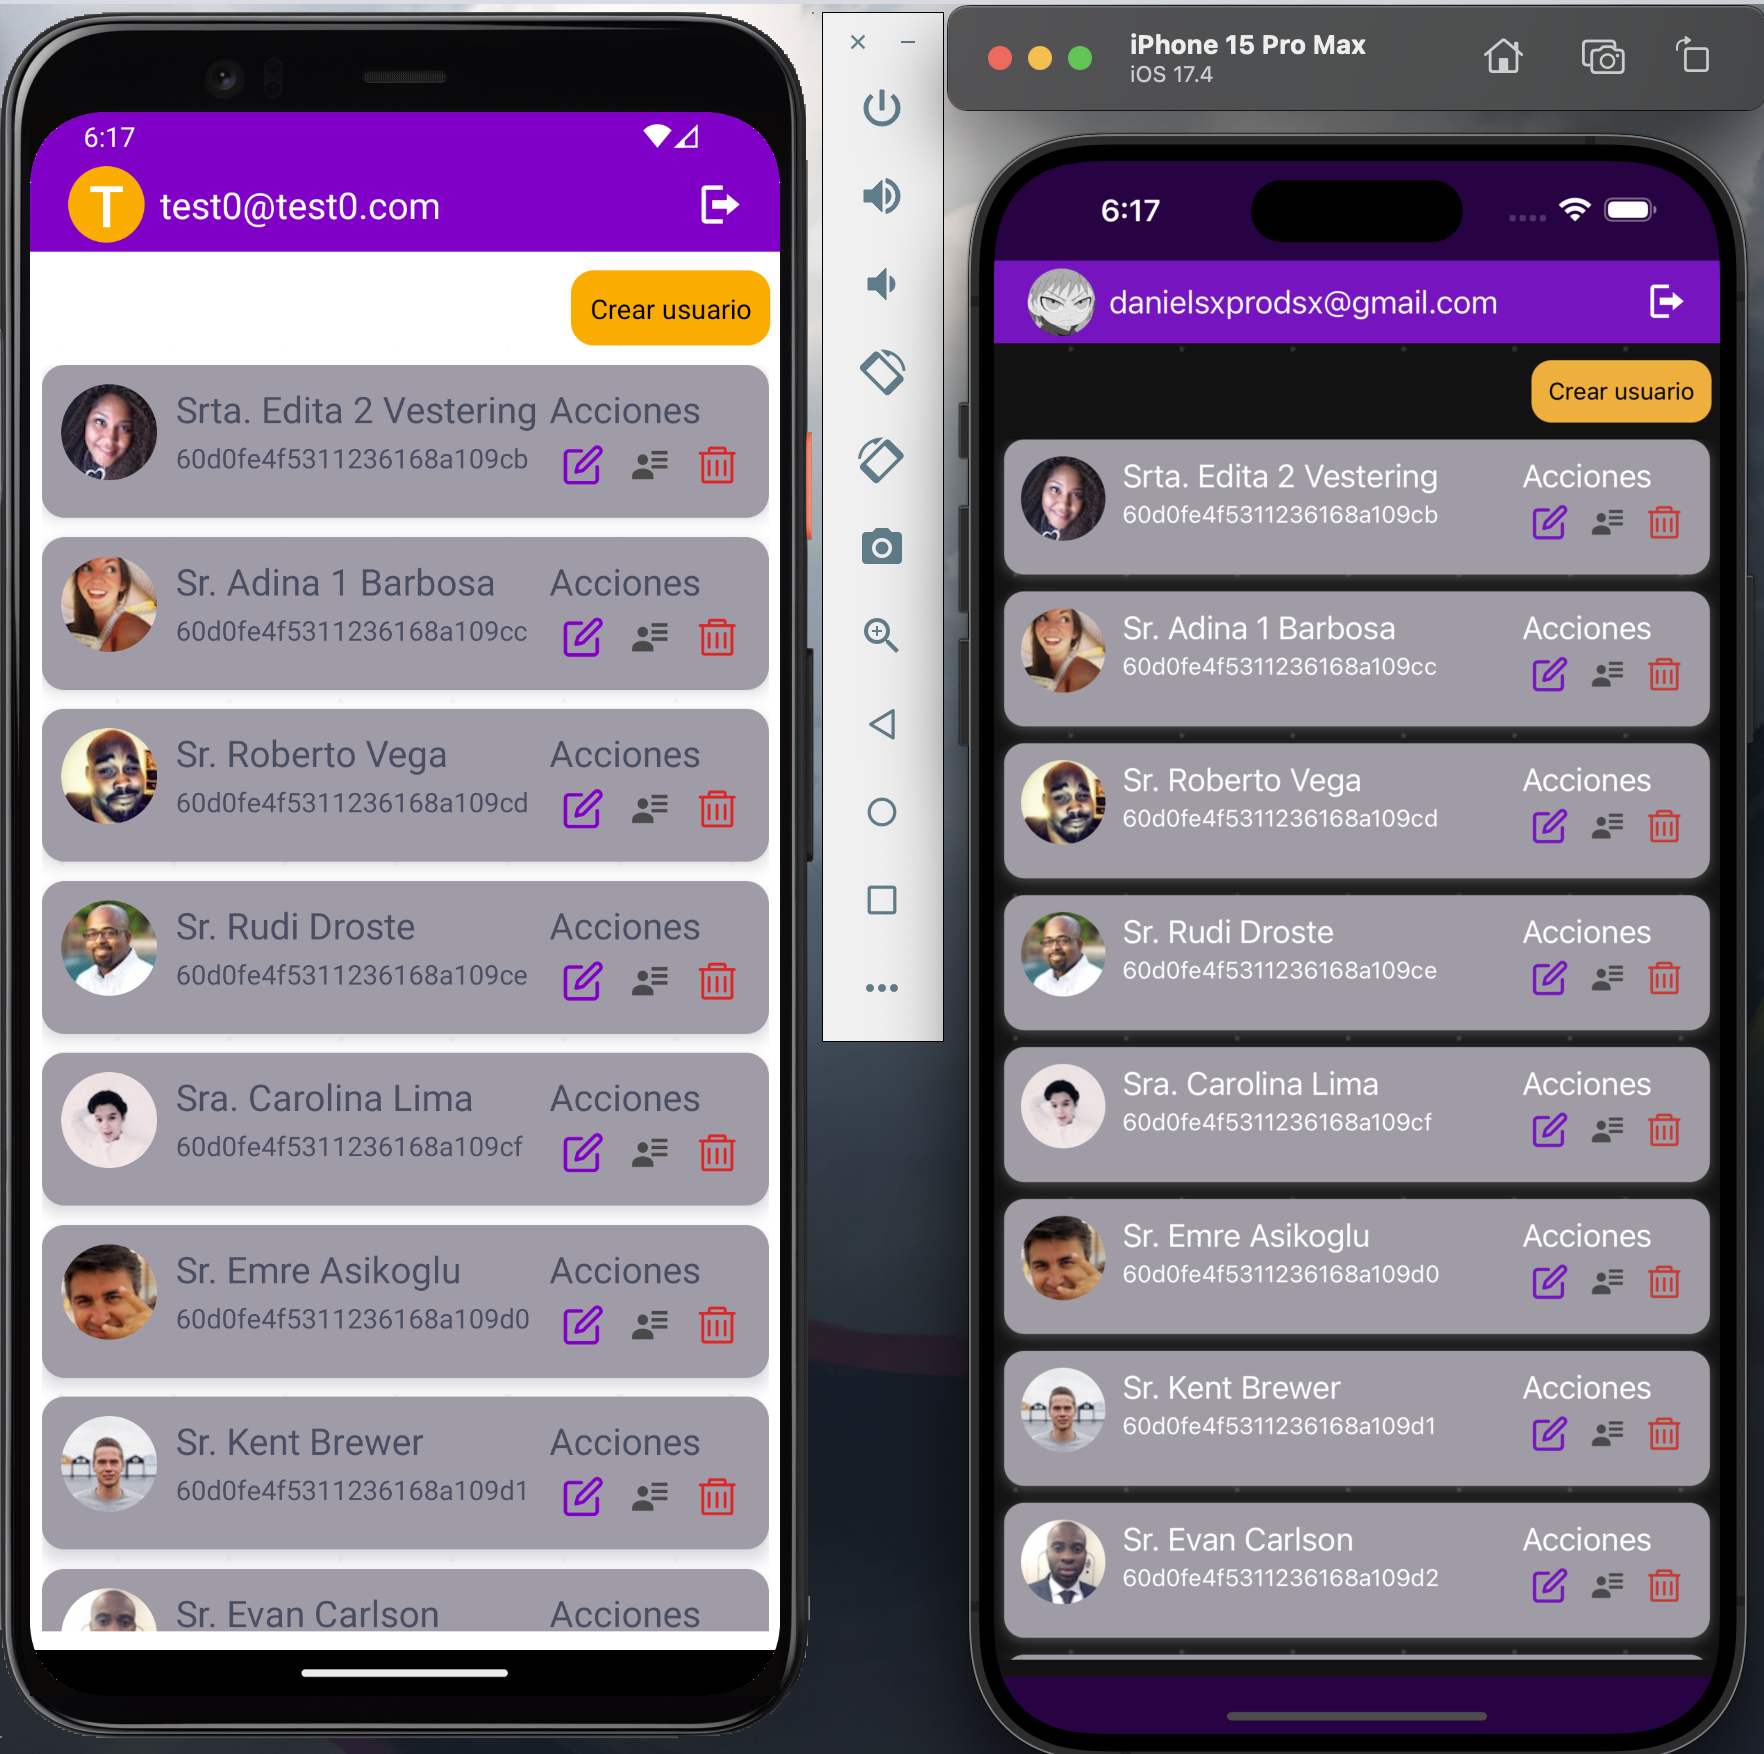 6:17
T
test0@test0.com
Crear usuario
Srta. Edita 2 Vestering Acciones
60d0fe4f5311236168a109cb
Sr. Adina 1 Barbosa Acciones
60d0fe4f5311236168a109cc
Sr. Roberto Vega Acciones
60d0fe4f5311236168a109cd
Sr. Rudi Droste Acciones
60d0fe4f5311236168a109ce
Sra. Carolina Lima Acciones
60d0fe4f5311236168a109cf
Sr. Emre Asikoglu Acciones
60d0fe4f5311236168a109d0
Sr. Kent Brewer Acciones
60d0fe4f5311236168a109d1
Sr. Evan Carlson Acciones
iPhone 15 Pro Max
iOS 17.4
6:17
danielsxprodsx@gmail.com
Crear usuario
Srta. Edita 2 Vestering Acciones
60d0fe4f5311236168a109cb
Sr. Adina 1 Barbosa Acciones
60d0fe4f5311236168a109cc
Sr. Roberto Vega Acciones
60d0fe4f5311236168a109cd
Sr. Rudi Droste Acciones
60d0fe4f5311236168a109ce
Sra. Carolina Lima Acciones
60d0fe4f5311236168a109cf
Sr. Emre Asikoglu Acciones
60d0fe4f5311236168a109d0
Sr. Kent Brewer Acciones
60d0fe4f5311236168a109d1
Sr. Evan Carlson Acciones
60d0fe4f5311236168a109d2